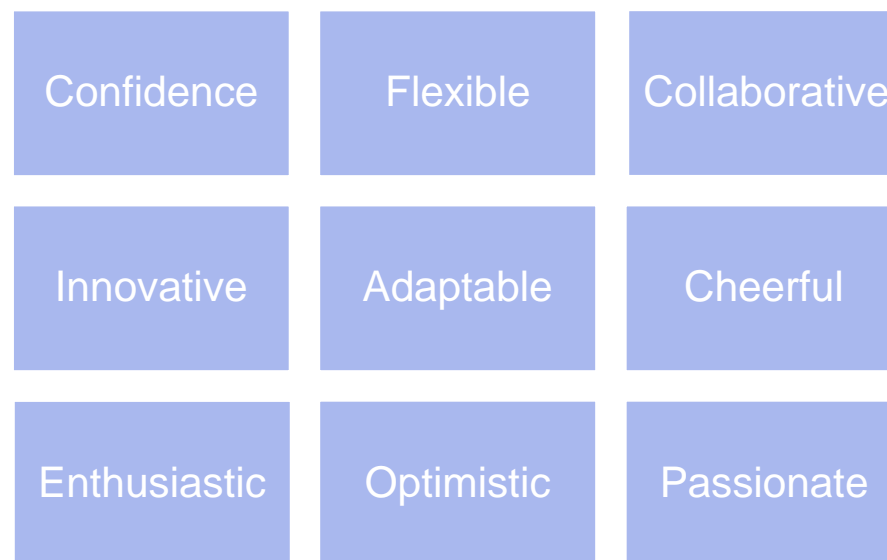 Confidence
Flexible
Collaborative
Innovative
Adaptable
Cheerful
Enthusiastic
Optimistic
Passionate